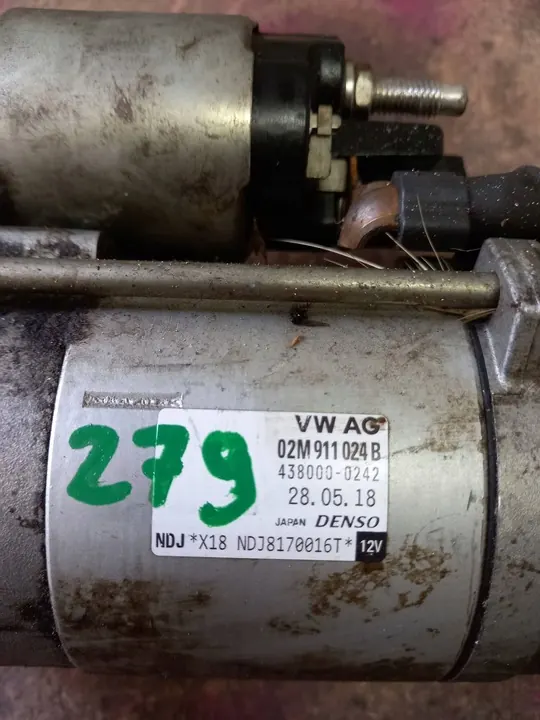 279
VW AG
02M 911 024 B
438000-0242
28.05.18
JAPAN DENSO
NDJ *X18 NDJ8170016T* 12V